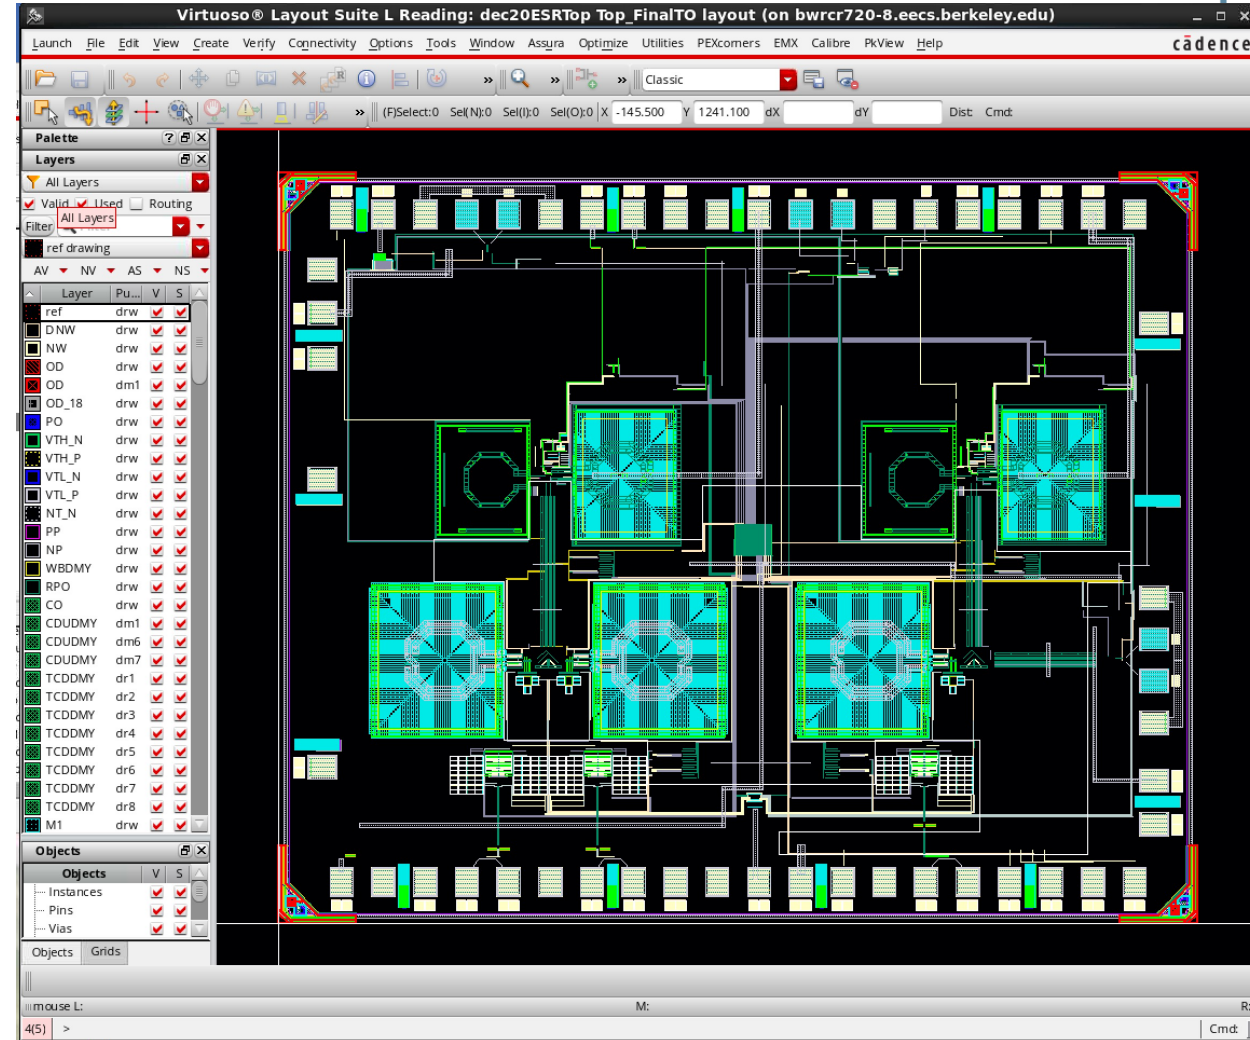 Virtuoso® Layout Suite L Reading: dec20ESRTop Top_FinalTO layout (on bwrcr720-8.eecs.berkeley.edu)
Launch File Edit View Create Verify Connectivity Options Tools Window Assura Optimize Utilities PEXcorners EMX Calibre PkView Help cādence
» » » Classic
» (F)Select:0 Sel(N):0 Sel(I):0 Sel(O):0 X -145.500 Y 1241.100 dX dY Dist: Cmd:
Palette
Layers
All Layers
Valid Used Routing
All Layers
Filter
ref drawing
AV NV AS NS
Layer Pu... V S
ref drw
DNW drw
NW drw
OD drw
OD dm1
OD_18 drw
PO drw
VTH_N drw
VTH_P drw
VTL_N drw
VTL_P drw
NT_N drw
PP drw
NP drw
WBDMY drw
RPO drw
CO drw
CDUDMY dm1
CDUDMY dm6
CDUDMY dm7
TCDDMY dr1
TCDDMY dr2
TCDDMY dr3
TCDDMY dr4
TCDDMY dr5
TCDDMY dr6
TCDDMY dr7
TCDDMY dr8
M1 drw
Objects
Objects V S
Instances
Pins
Vias
Objects Grids
mouse L: M: R:
4(5) > Cmd: